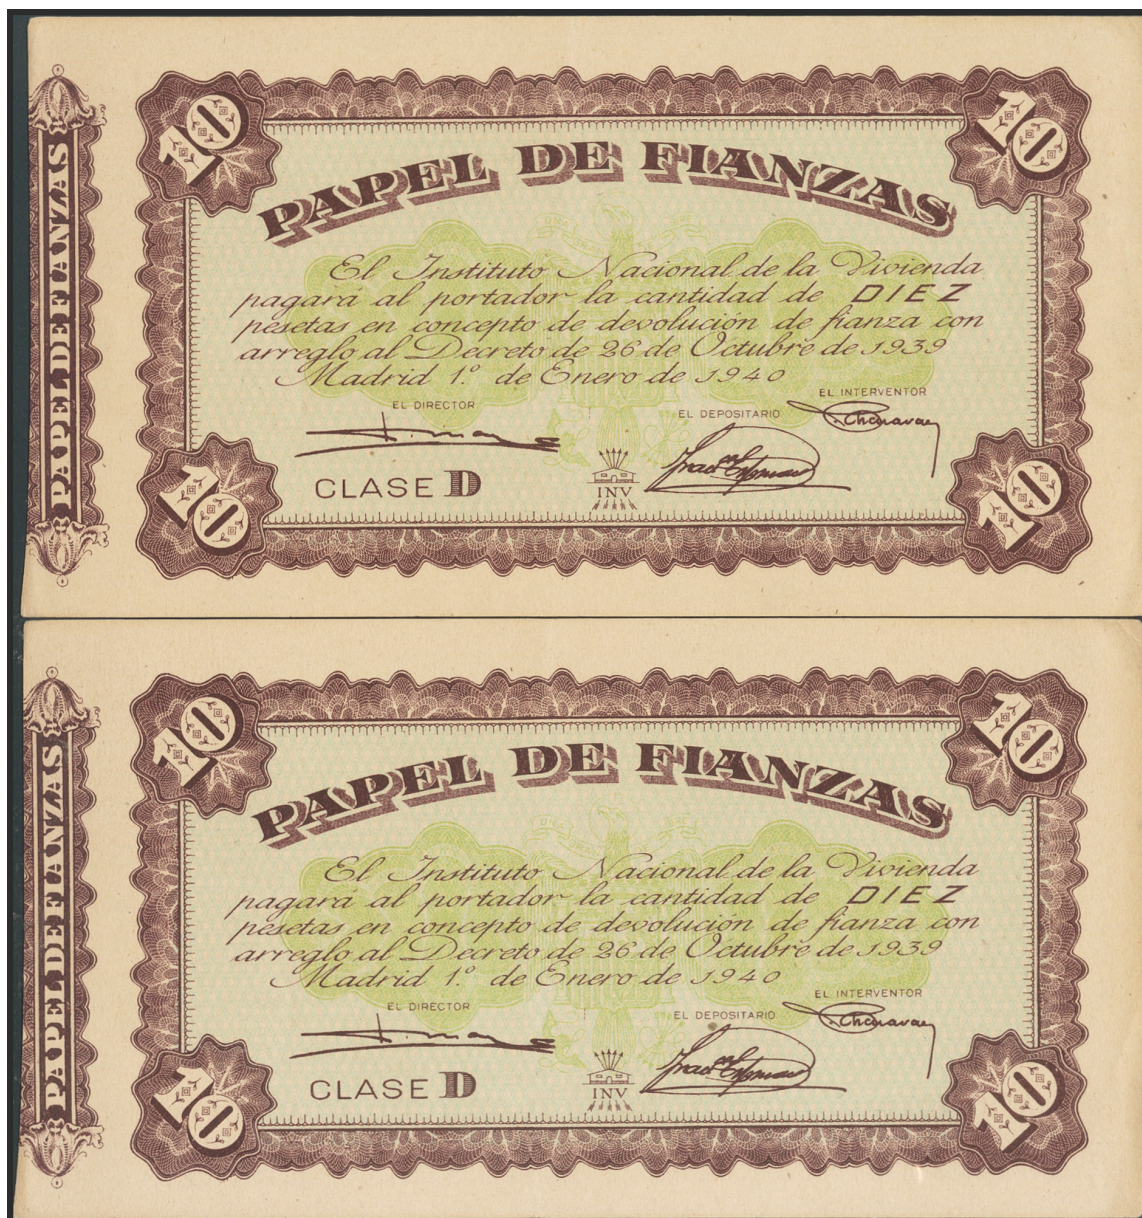 PAPEL DE FIANZAS
10
10
PAPEL DE FIANZAS
El Instituto Nacional de la Vivienda
pagará al portador la cantidad de DIEZ
pesetas en concepto de devolución de fianza con
arreglo al Decreto de 26 de Octubre de 1939
Madrid 1.º de Enero de 1940
EL DIRECTOR
EL DEPOSITARIO
EL INTERVENTOR
CLASE D
INV
10
10
PAPEL DE FIANZAS
10
10
PAPEL DE FIANZAS
El Instituto Nacional de la Vivienda
pagará al portador la cantidad de DIEZ
pesetas en concepto de devolución de fianza con
arreglo al Decreto de 26 de Octubre de 1939
Madrid 1.º de Enero de 1940
EL DIRECTOR
EL DEPOSITARIO
EL INTERVENTOR
CLASE D
INV
10
10